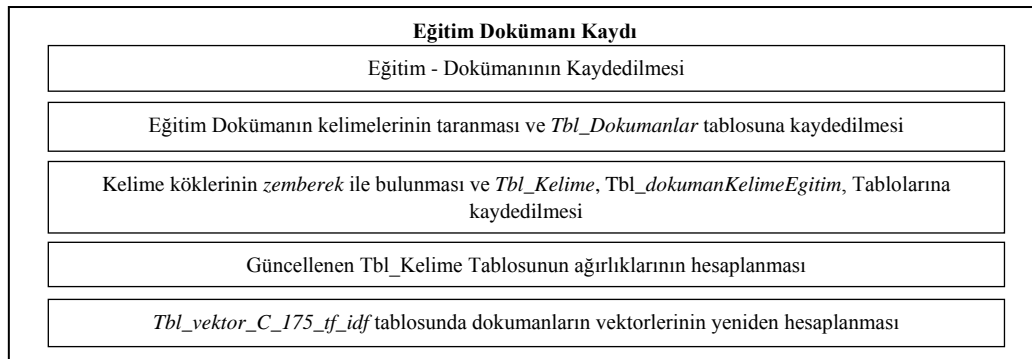 Eğitim Dokümanı Kaydı
Eğitim - Dokümanının Kaydedilmesi
Eğitim Dokümanın kelimelerinin taranması ve Tbl_Dokumanlar tablosuna kaydedilmesi
Kelime köklerinin zemberek ile bulunması ve Tbl_Kelime, Tbl_dokumanKelimeEgitim, Tablolarına
kaydedilmesi
Güncellenen Tbl_Kelime Tablosunun ağırlıklarının hesaplanması
Tbl_vektor_C_175_tf_idf tablosunda dokumanların vektorlerinin yeniden hesaplanması